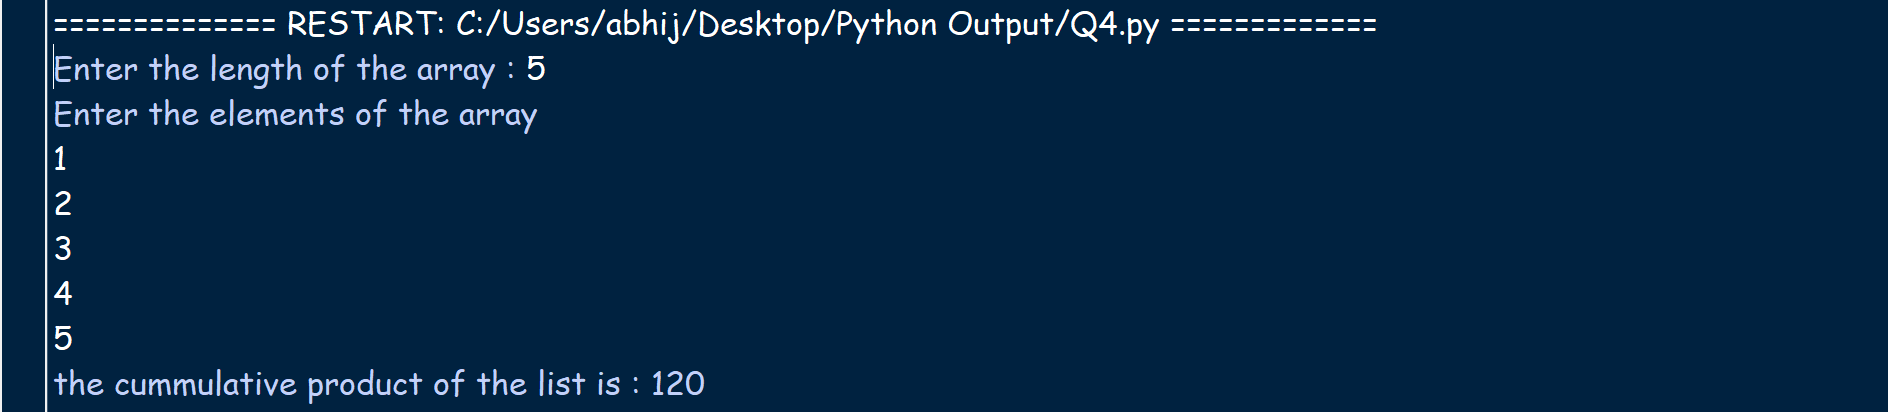 ============== RESTART: C:/Users/abhij/Desktop/Python Output/Q4.py =============
Enter the length of the array : 5
Enter the elements of the array
1
2
3
4
5
the cummulative product of the list is : 120